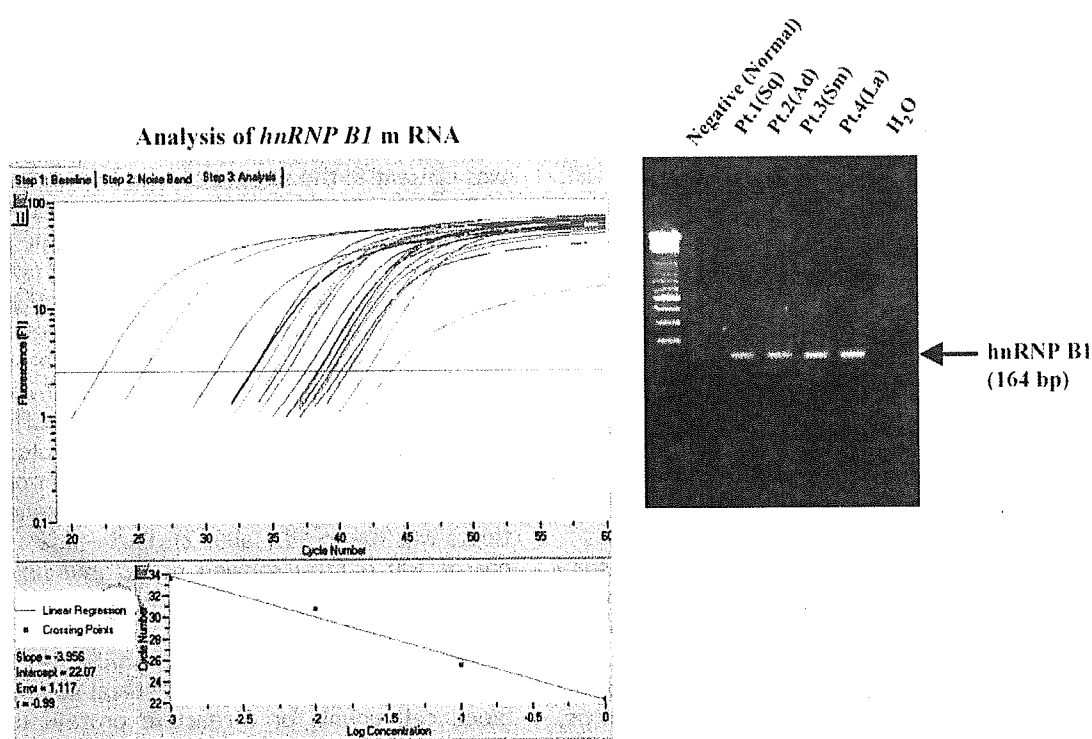 Analysis of hnRNP B1 m RNA
Step 1: Baseline
Step 2: Noise Band
Step 3: Analysis
Fluorescence (F1)
100
10
1
0.1
20
25
30
35
40
45
50
55
60
Cycle Number
Linear Regression
Crossing Points
Slope = -3.956
Intercept = 22.07
Error = 1,117
r = -0.99
Cycle Number
34
32
30
28
26
24
22
-3
-2.5
-2
-1.5
-1
-0.5
0
Log Concentration
Negative (Normal)
Pt.1(Sq)
Pt.2(Ad)
Pt.3(Sm)
Pt.4(La)
H2O
hnRNP B1
(164 bp)